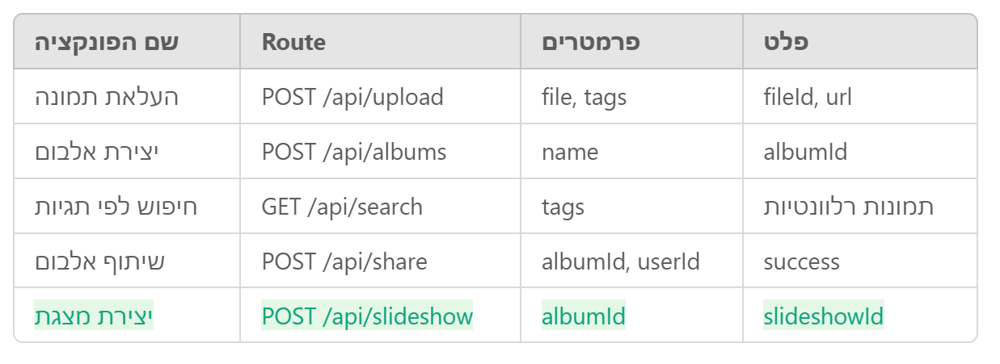 שם הפונקציה Route פרמטרים פלט
העלאת תמונה POST /api/upload file, tags fileId, url
יצירת אלבום POST /api/albums name albumId
חיפוש לפי תגיות GET /api/search tags תמונות רלוונטיות
שיתוף אלבום POST /api/share albumId, userId success
יצירת מצגת POST /api/slideshow albumId slideshowId